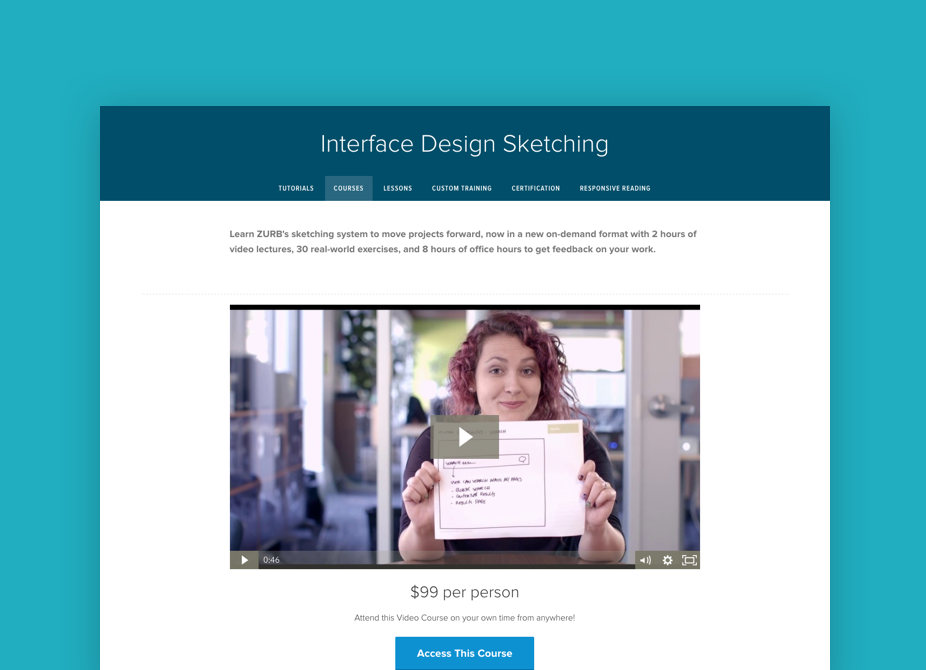 Interface Design Sketching
TUTORIALS COURSES LESSONS CUSTOM TRAINING CERTIFICATION RESPONSIVE READING
Learn ZURB's sketching system to move projects forward, now in a new on-demand format with 2 hours of
video lectures, 30 real-world exercises, and 8 hours of office hours to get feedback on your work.
0:46
$99 per person
Attend this Video Course on your own time from anywhere!
Access This Course